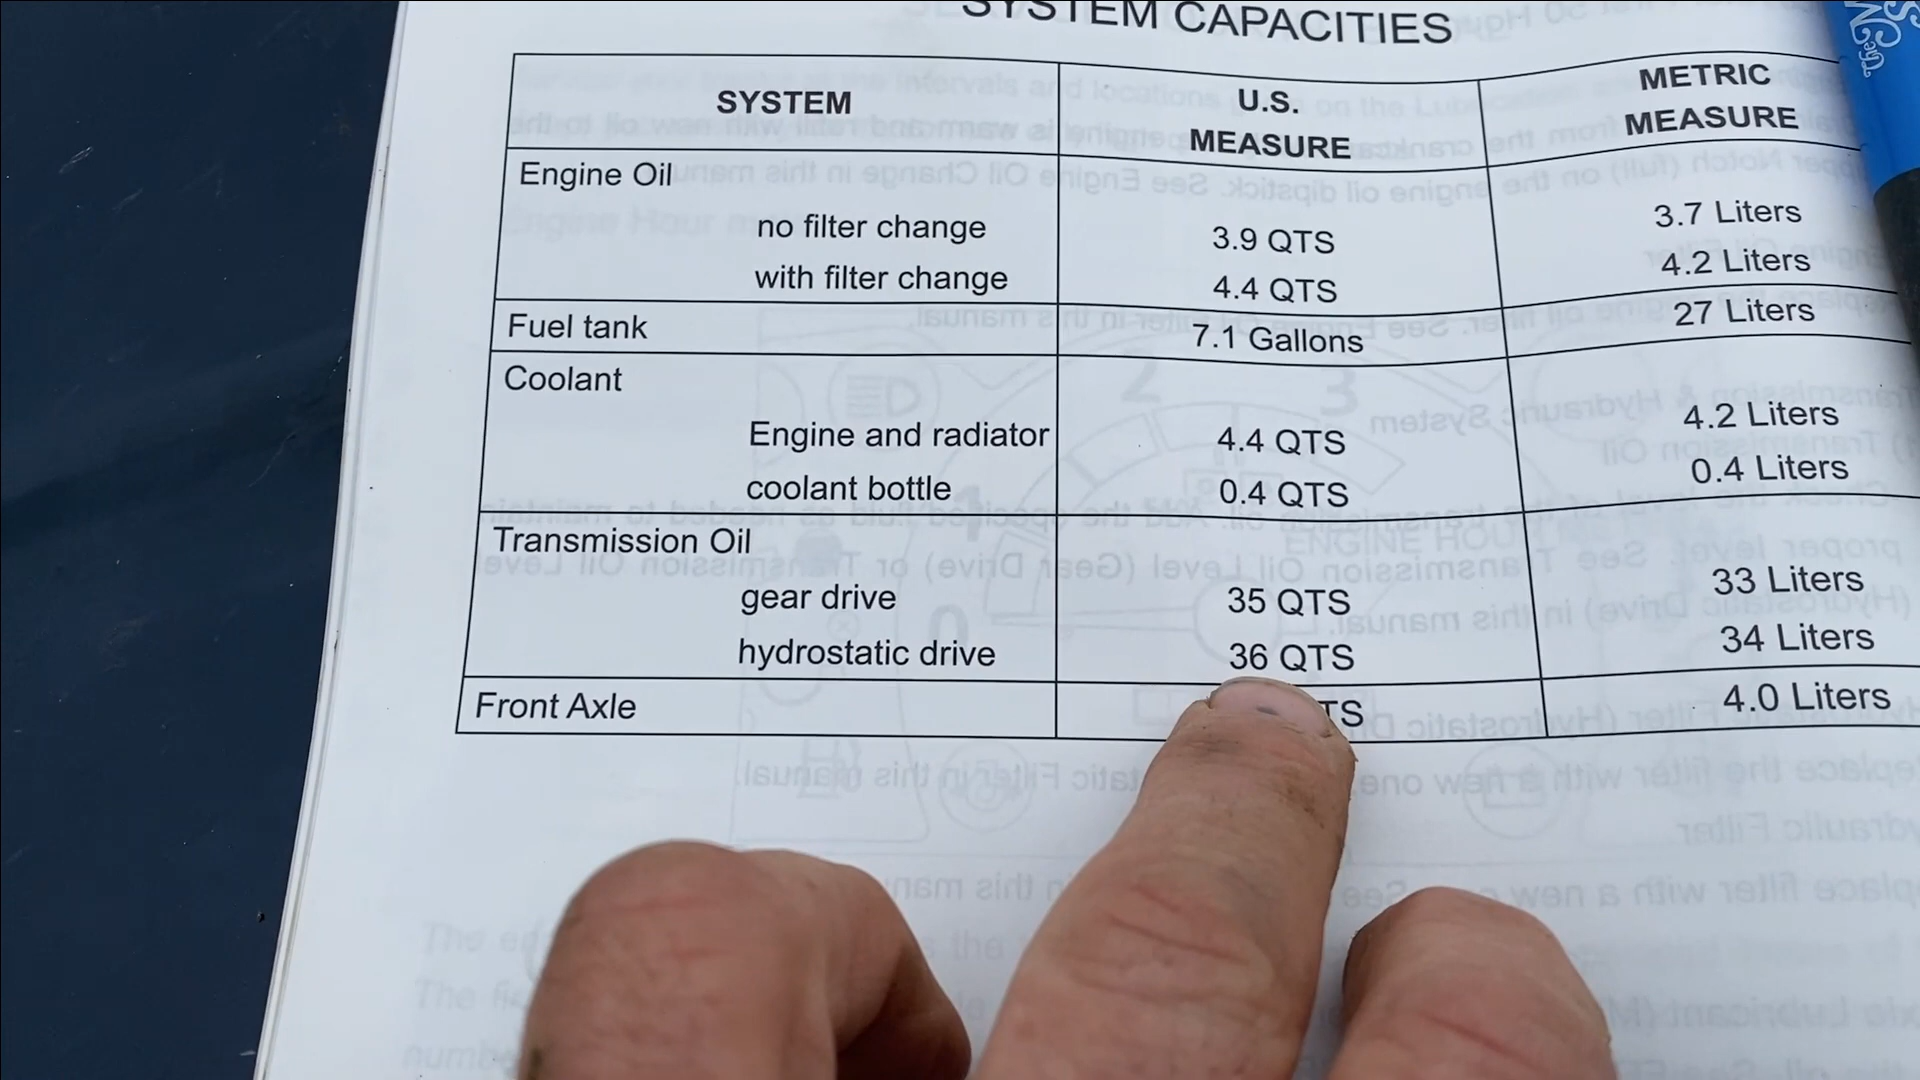 SYSTEM CAPACITIES
SYSTEM U.S. MEASURE METRIC MEASURE
Engine Oil
no filter change 3.9 QTS 3.7 Liters
with filter change 4.4 QTS 4.2 Liters
Fuel tank 7.1 Gallons 27 Liters
Coolant
Engine and radiator 4.4 QTS 4.2 Liters
coolant bottle 0.4 QTS 0.4 Liters
Transmission Oil
gear drive 35 QTS 33 Liters
hydrostatic drive 36 QTS 34 Liters
Front Axle TS 4.0 Liters